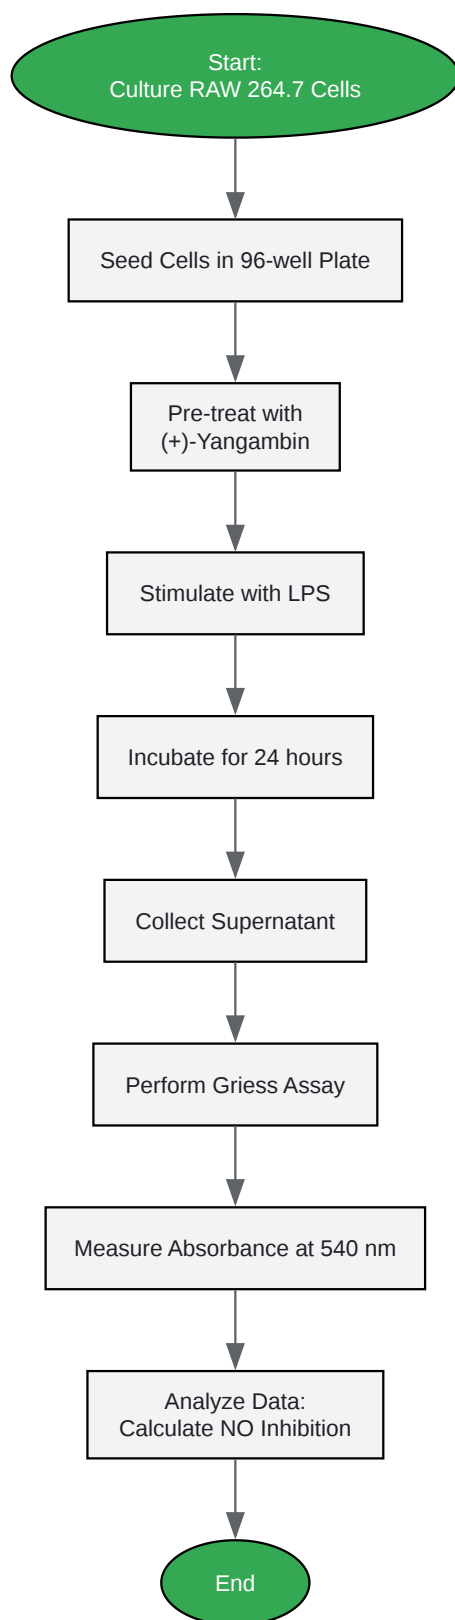 Start:
Culture RAW 264.7 Cells
Seed Cells in 96-well Plate
Pre-treat with
(+)-Yangambin
Stimulate with LPS
Incubate for 24 hours
Collect Supernatant
Perform Griess Assay
Measure Absorbance at 540 nm
Analyze Data:
Calculate NO Inhibition
End